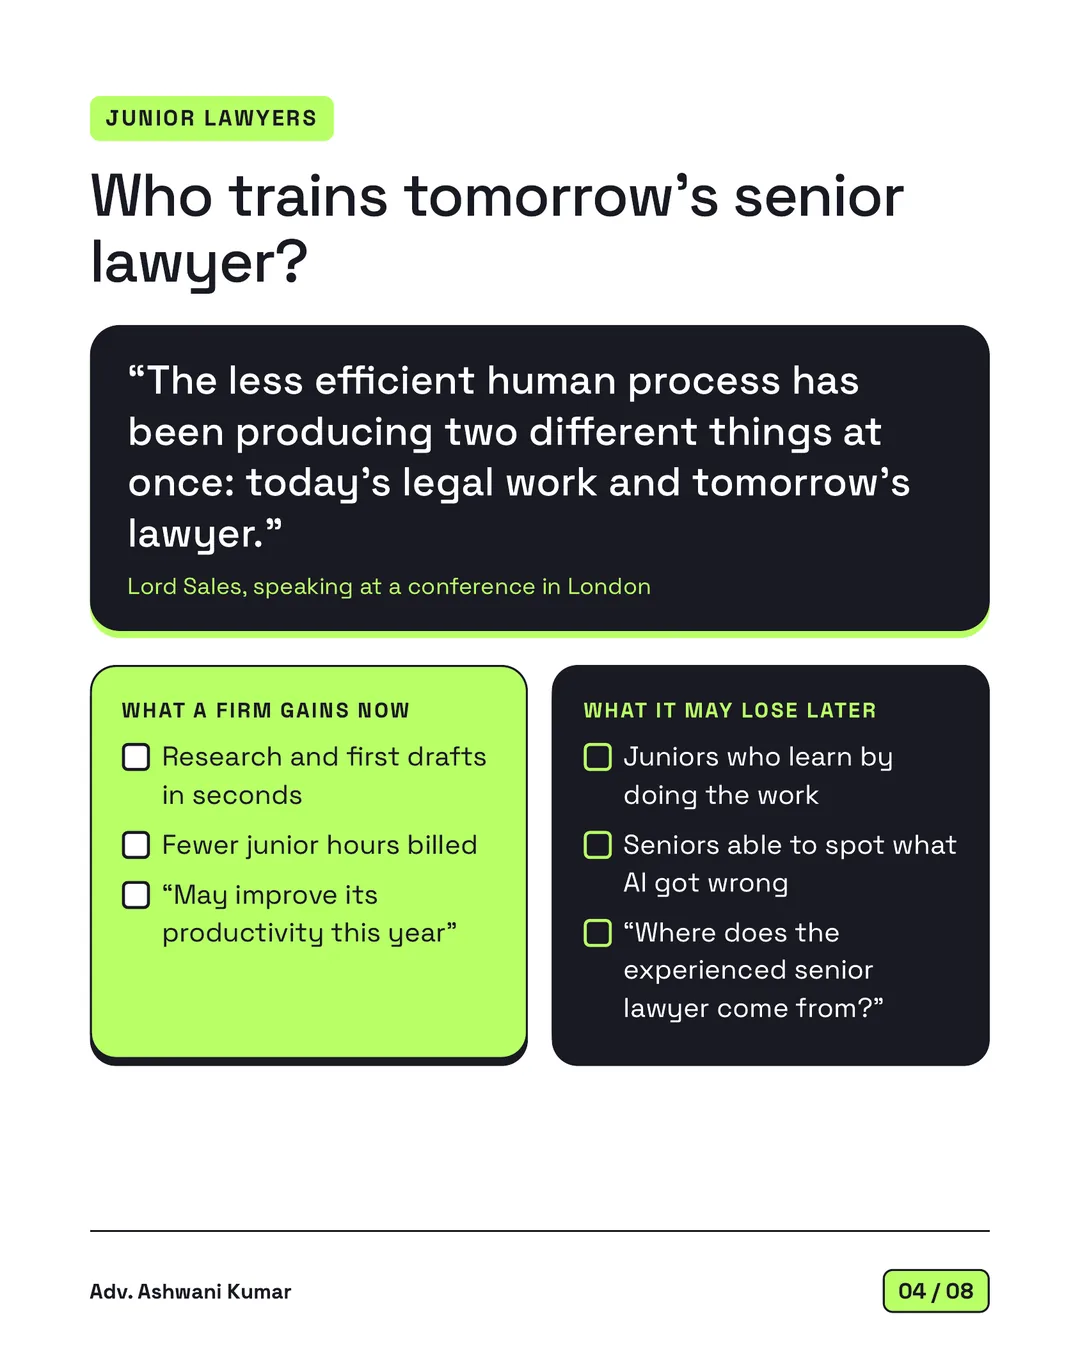 JUNIOR LAWYERS
Who trains tomorrow’s senior
lawyer?
“The less efficient human process has
been producing two different things at
once: today’s legal work and tomorrow’s
lawyer.”
Lord Sales, speaking at a conference in London
WHAT A FIRM GAINS NOW
Research and first drafts
in seconds
Fewer junior hours billed
“May improve its
productivity this year”
WHAT IT MAY LOSE LATER
Juniors who learn by
doing the work
Seniors able to spot what
AI got wrong
“Where does the
experienced senior
lawyer come from?”
Adv. Ashwani Kumar
04 / 08